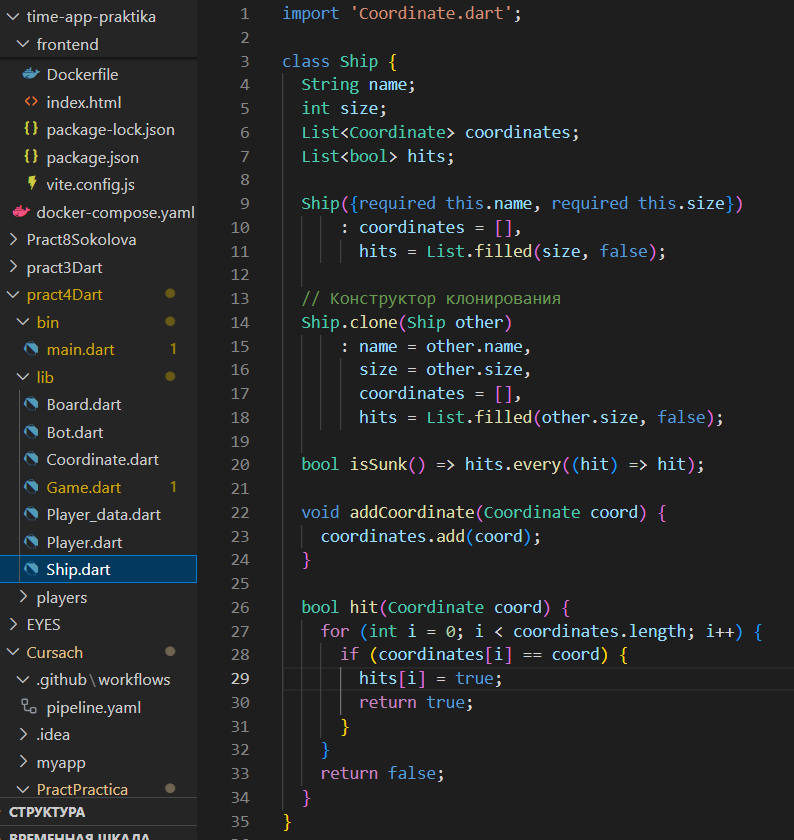 time-app-praktika
frontend
Dockerfile
index.html
package-lock.json
package.json
vite.config.js
docker-compose.yaml
Pract8Sokolova
pract3Dart
pract4Dart
bin
main.dart 1
lib
Board.dart
Bot.dart
Coordinate.dart
Game.dart 1
Player_data.dart
Player.dart
Ship.dart
players
EYES
Cursach
.github\workflows
pipeline.yaml
.idea
myapp
PractPractica
СТРУКТУРА
ВРЕМЕННАЯ ШКАЛА
1 import 'Coordinate.dart';
2
3 class Ship {
4 String name;
5 int size;
6 List<Coordinate> coordinates;
7 List<bool> hits;
8
9 Ship({required this.name, required this.size})
10 : coordinates = [],
11 hits = List.filled(size, false);
12
13 // Конструктор клонирования
14 Ship.clone(Ship other)
15 : name = other.name,
16 size = other.size,
17 coordinates = [],
18 hits = List.filled(other.size, false);
19
20 bool isSunk() => hits.every((hit) => hit);
21
22 void addCoordinate(Coordinate coord) {
23 coordinates.add(coord);
24 }
25
26 bool hit(Coordinate coord) {
27 for (int i = 0; i < coordinates.length; i++) {
28 if (coordinates[i] == coord) {
29 hits[i] = true;
30 return true;
31 }
32 }
33 return false;
34 }
35 }